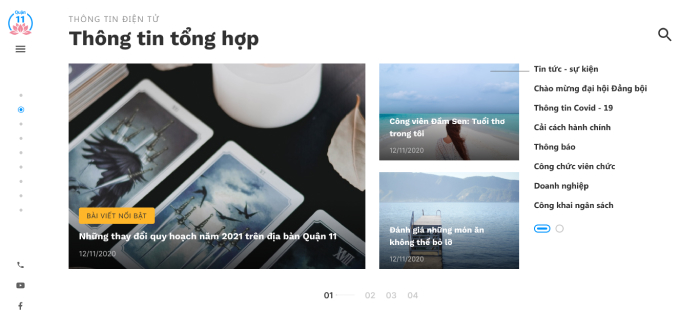 Quận
11
THÔNG TIN ĐIỆN TỬ
Thông tin tổng hợp
BÀI VIẾT NỔI BẬT
Những thay đổi quy hoạch năm 2021 trên địa bàn Quận 11
12/11/2020
Công viên Đầm Sen: Tuổi thơ
trong tôi
12/11/2020
Đánh giá những món ăn
không thể bỏ lỡ
12/11/2020
Tin tức - sự kiện
Chào mừng đại hội Đảng bội
Thông tin Covid - 19
Cải cách hành chính
Thông báo
Công chức viên chức
Doanh nghiệp
Công khai ngân sách
01 02 03 04